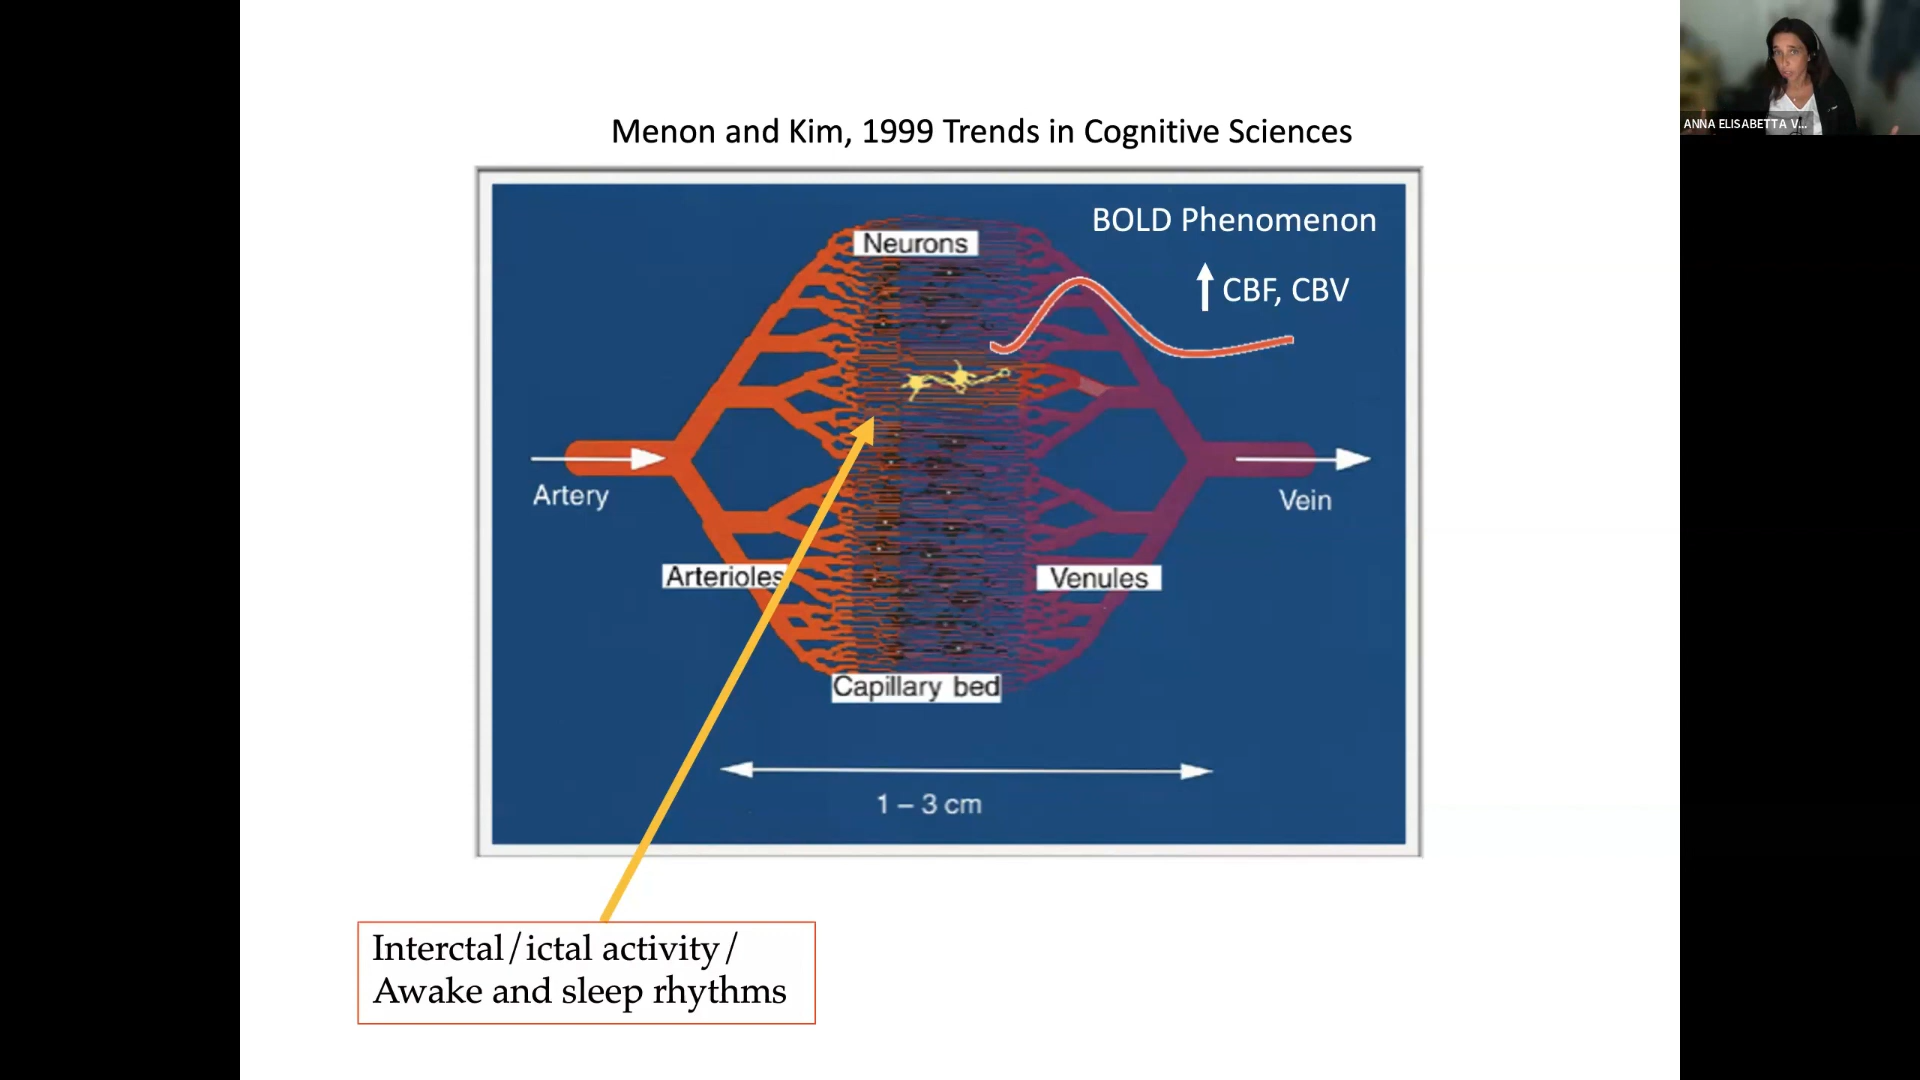 Menon and Kim, 1999 Trends in Cognitive Sciences
ANNA ELISABETTA V...
BOLD Phenomenon
CBF, CBV
Neurons
Artery
Vein
Arterioles
Venules
Capillary bed
1 – 3 cm
Interctal/ictal activity/
Awake and sleep rhythms